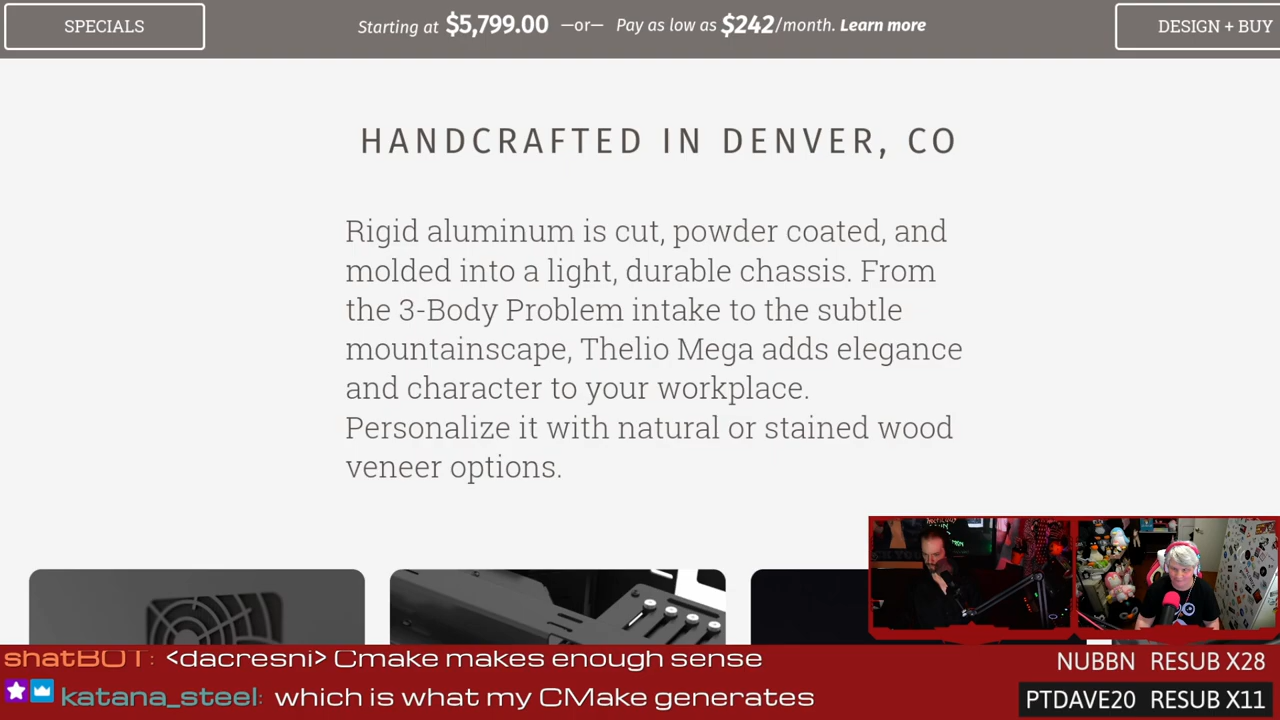 SPECIALS
Starting at $5,799.00 —or— Pay as low as $242/month. Learn more
DESIGN + BUY
HANDCRAFTED IN DENVER, CO
Rigid aluminum is cut, powder coated, and
molded into a light, durable chassis. From
the 3-Body Problem intake to the subtle
mountainscape, Thelio Mega adds elegance
and character to your workplace.
Personalize it with natural or stained wood
veneer options.
shatBOT: <dacresni> Cmake makes enough sense
katana_steel: which is what my CMake generates
NUBBN RESUB X28
PTDAVE20 RESUB X11